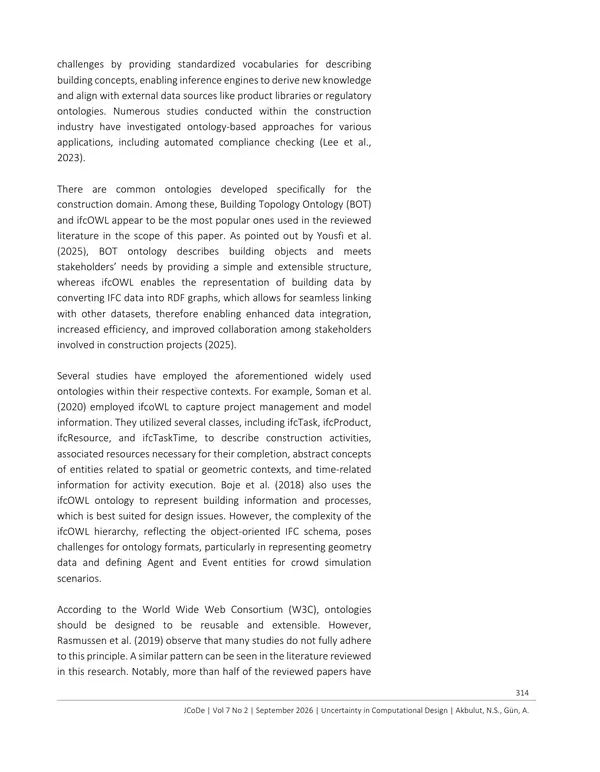 challenges by providing standardized vocabularies for describing
building concepts, enabling inference engines to derive new knowledge
and align with external data sources like product libraries or regulatory
ontologies. Numerous studies conducted within the construction
industry have investigated ontology-based approaches for various
applications, including automated compliance checking (Lee et al.,
2023).
There are common ontologies developed specifically for the
construction domain. Among these, Building Topology Ontology (BOT)
and ifcOWL appear to be the most popular ones used in the reviewed
literature in the scope of this paper. As pointed out by Yousfi et al.
(2025), BOT ontology describes building objects and meets
stakeholders’ needs by providing a simple and extensible structure,
whereas ifcOWL enables the representation of building data by
converting IFC data into RDF graphs, which allows for seamless linking
with other datasets, therefore enabling enhanced data integration,
increased efficiency, and improved collaboration among stakeholders
involved in construction projects (2025).
Several studies have employed the aforementioned widely used
ontologies within their respective contexts. For example, Soman et al.
(2020) employed ifcoWL to capture project management and model
information. They utilized several classes, including ifcTask, ifcProduct,
ifcResource, and ifcTaskTime, to describe construction activities,
associated resources necessary for their completion, abstract concepts
of entities related to spatial or geometric contexts, and time-related
information for activity execution. Boje et al. (2018) also uses the
ifcOWL ontology to represent building information and processes,
which is best suited for design issues. However, the complexity of the
ifcOWL hierarchy, reflecting the object-oriented IFC schema, poses
challenges for ontology formats, particularly in representing geometry
data and defining Agent and Event entities for crowd simulation
scenarios.
According to the World Wide Web Consortium (W3C), ontologies
should be designed to be reusable and extensible. However,
Rasmussen et al. (2019) observe that many studies do not fully adhere
to this principle. A similar pattern can be seen in the literature reviewed
in this research. Notably, more than half of the reviewed papers have
314
JCoDe | Vol 7 No 2 | September 2026 | Uncertainty in Computational Design | Akbulut, N.S., Gün, A.